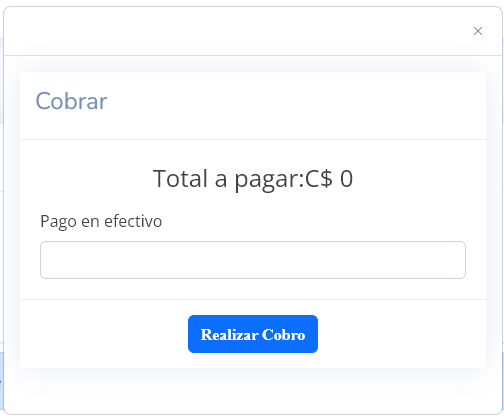 ×
Cobrar
Total a pagar:C$ 0
Pago en efectivo
Realizar Cobro